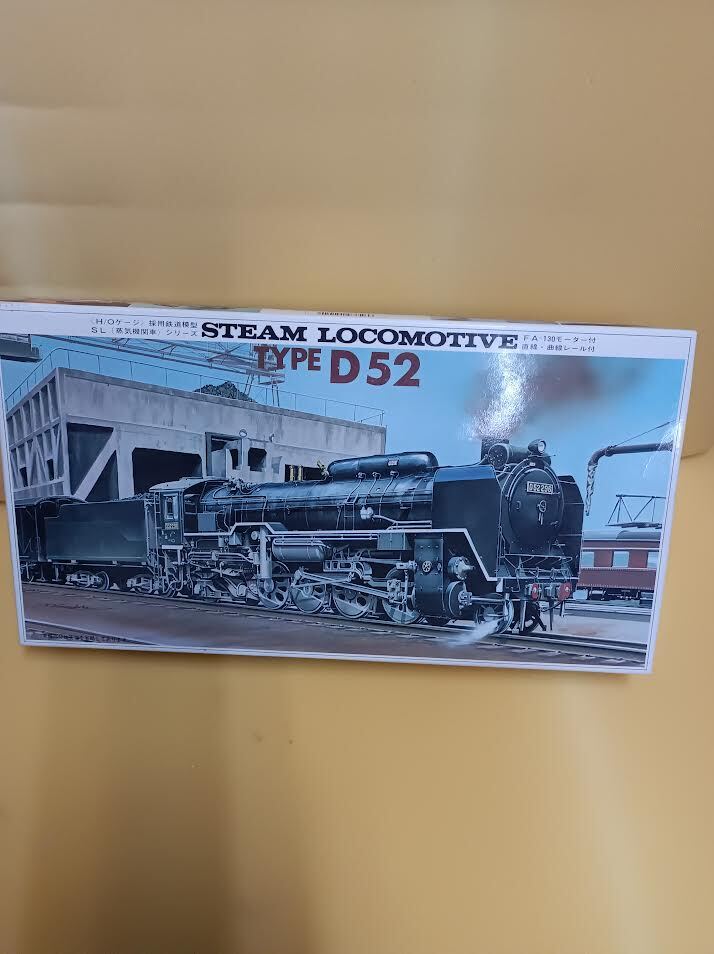 〈H/Oゲージ〉採用鉄道模型
SL〔蒸気機関車〕シリーズ
STEAM LOCOMOTIVE
FA-130モーター付
直線・曲線レール付
TYPE D52